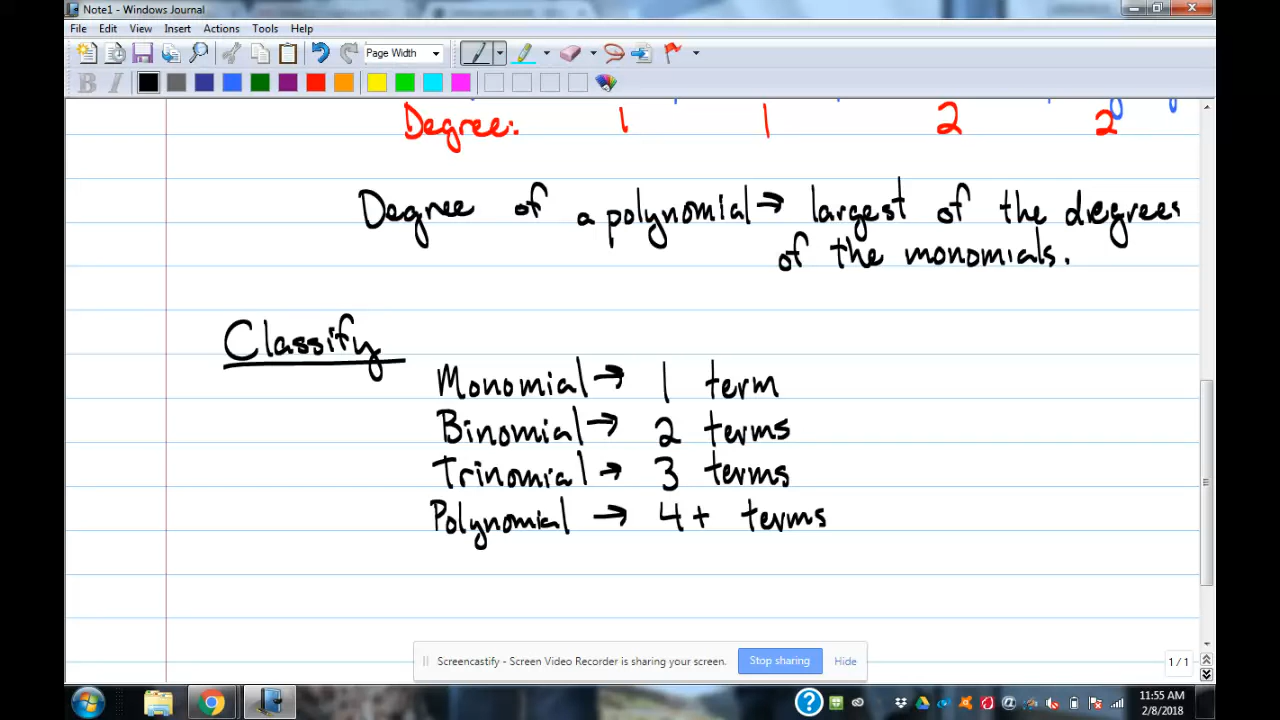 Note1 - Windows Journal
File Edit View Insert Actions Tools Help
Page Width
B I
Degree: 1 1 2 2
Degree of a polynomial → largest of the degrees
of the monomials.
Classify
Monomial → 1 term
Binomial → 2 terms
Trinomial → 3 terms
Polynomial → 4+ terms
Screencastify - Screen Video Recorder is sharing your screen. Stop sharing Hide
1 / 1
11:55 AM
2/8/2018